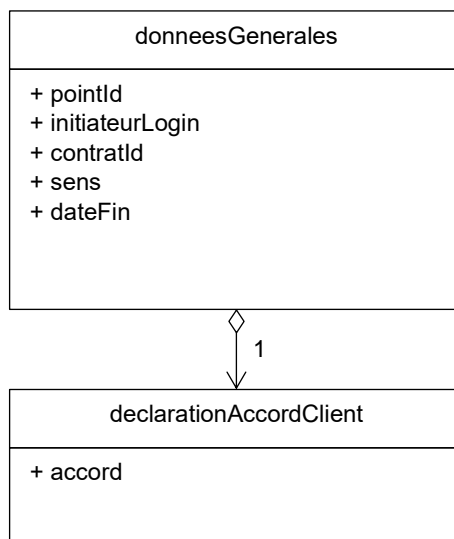 donneesGenerales
+ pointId
+ initiateurLogin
+ contratId
+ sens
+ dateFin
1
declarationAccordClient
+ accord